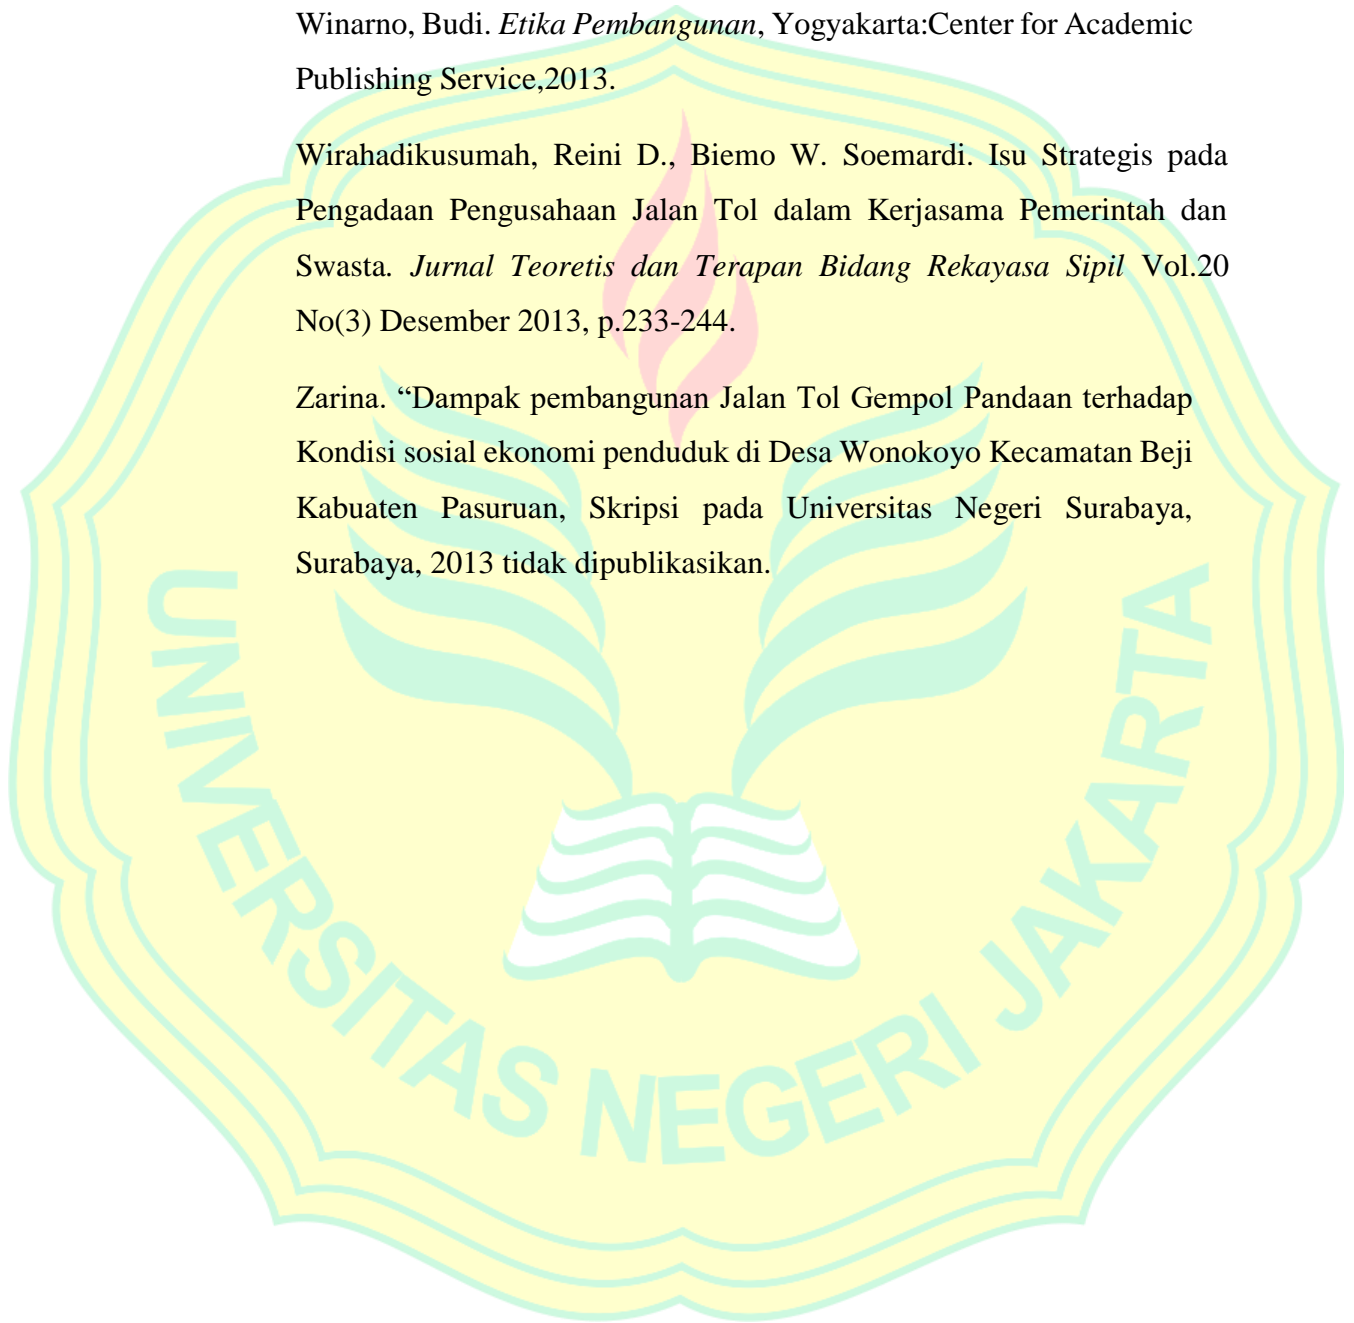 Winarno, Budi. Etika Pembangunan, Yogyakarta:Center for Academic
Publishing Service,2013.
Wirahadikusumah, Reini D., Biemo W. Soemardi. Isu Strategis pada
Pengadaan Pengusahaan Jalan Tol dalam Kerjasama Pemerintah dan
Swasta. Jurnal Teoretis dan Terapan Bidang Rekayasa Sipil Vol.20
No(3) Desember 2013, p.233-244.
Zarina. “Dampak pembangunan Jalan Tol Gempol Pandaan terhadap
Kondisi sosial ekonomi penduduk di Desa Wonokoyo Kecamatan Beji
Kabuaten Pasuruan, Skripsi pada Universitas Negeri Surabaya,
Surabaya, 2013 tidak dipublikasikan.
UNIVERSITAS NEGERI JAKARTA